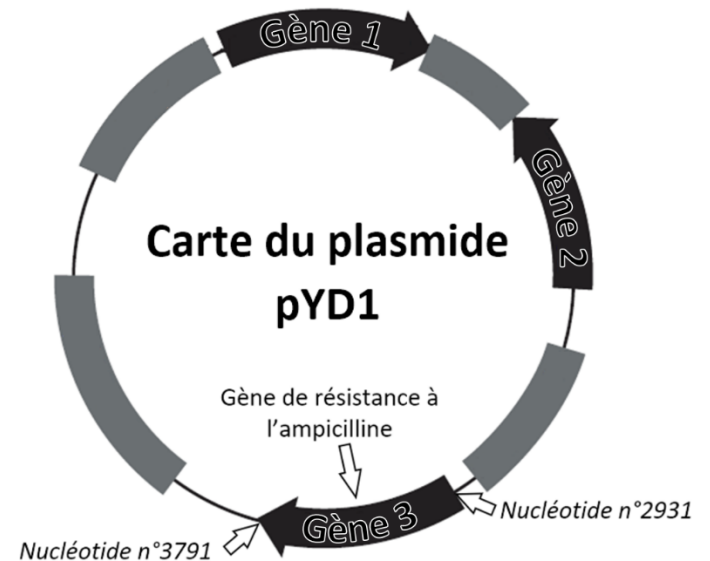 Gène 1
Gène 2
Carte du plasmide
pYD1
Gène de résistance à
l’ampicilline
Gène 3
Nucléotide n°2931
Nucléotide n°3791